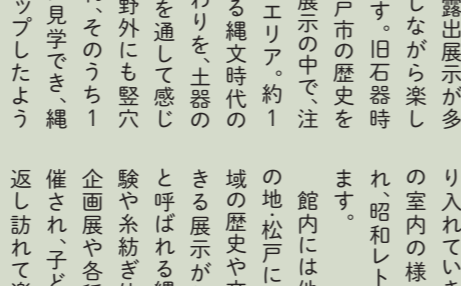 露出展示が多
しながら楽し
す。旧石器時
戸市の歴史を
展示の中で、注
エリア。約1
る縄文時代の
わりを、土器の
を通して感じ
野外にも竪穴
、そのうち1
見学でき、縄
ップしたよう
り入れていき
の室内の様
れ、昭和レト
ます。
館内には
の地・松戸に
域の歴史や
きる展示が
と呼ばれる縄
験や糸紡ぎ
企画展や各種
催され、子ど
返し訪れて